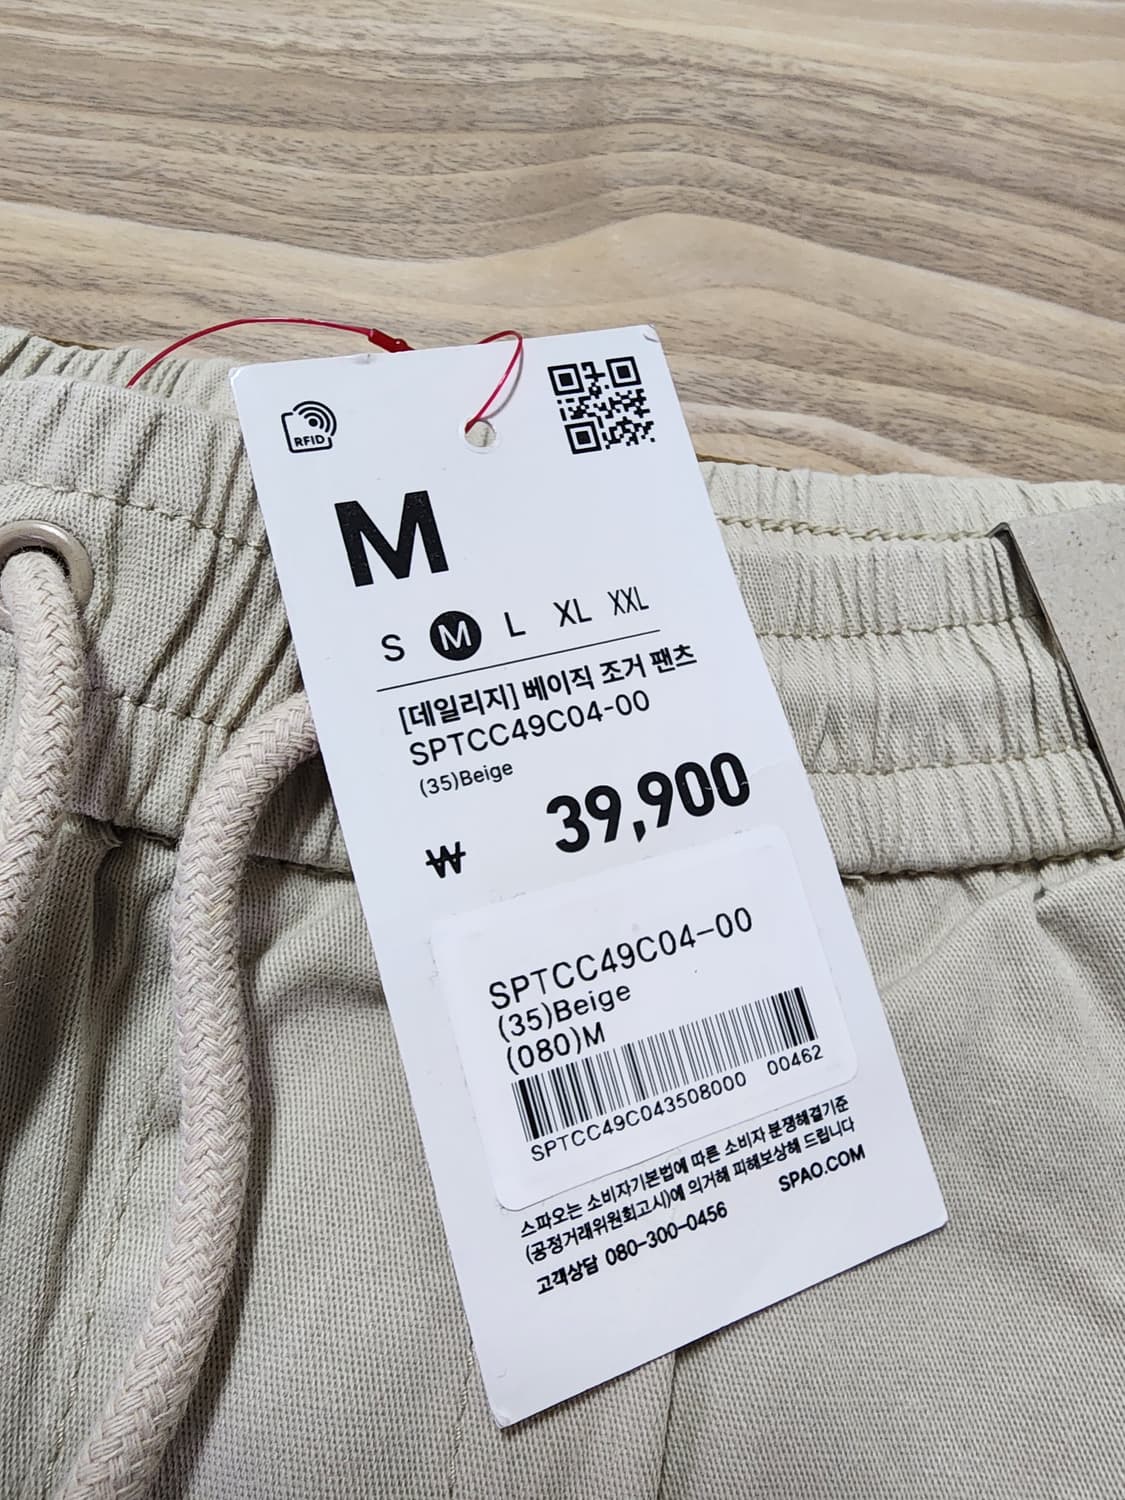 RFID
M
S M L XL XXL
[데일리지] 베이직 조거 팬츠
SPTCC49C04-00
(35)Beige
₩ 39,900
SPTCC49C04-00
(35)Beige
(080)M
SPTCC49C043508000 00462
스파오는 소비자기본법에 따른 소비자 분쟁해결기준
(공정거래위원회고시)에 의거해 피해보상해 드립니다
고객상담 080-300-0456 SPAO.COM